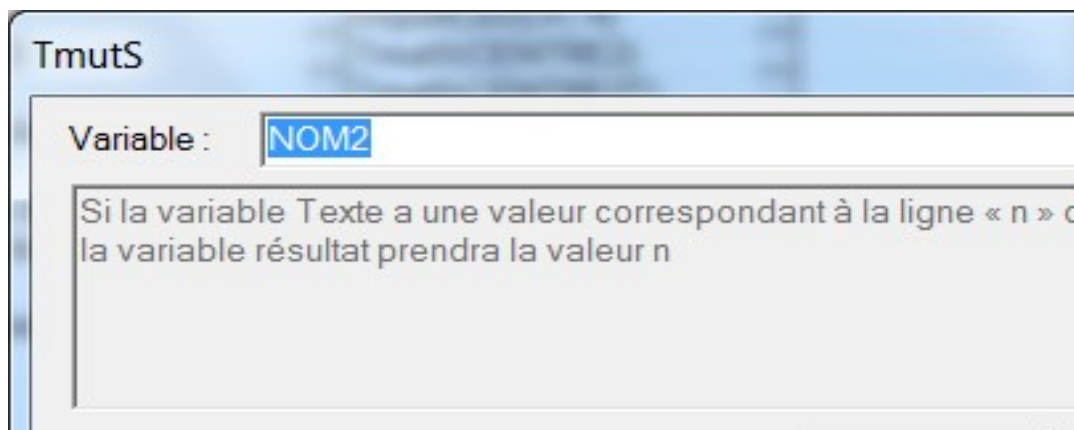 TmutS
Variable :
NOM2
Si la variable Texte a une valeur correspondant à la ligne « n »
la variable résultat prendra la valeur n